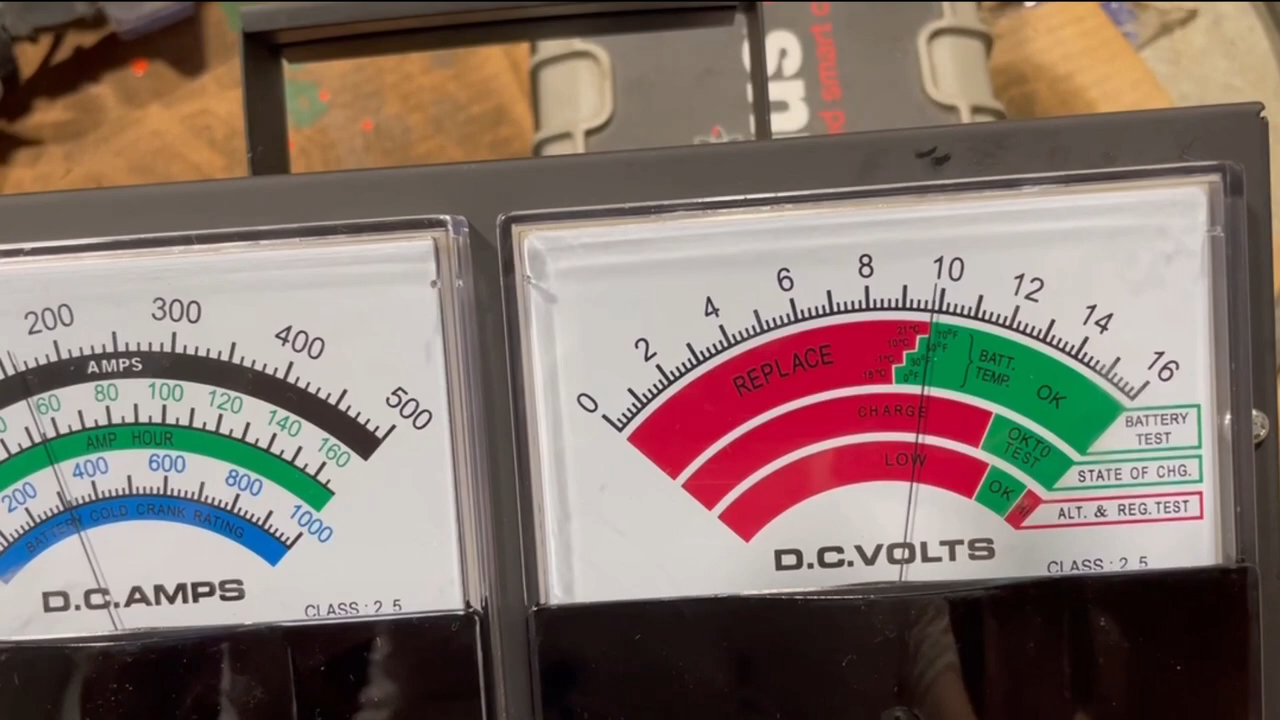 sn
d smart c
200
300
400
500
AMPS
60
80
100
120
140
160
AMP HOUR
200
400
600
800
1000
BATTERY COLD CRANK RATING
D.C.AMPS
CLASS : 2 5
0
2
4
6
8
10
12
14
16
REPLACE
21°C
70°F
10°C
50°F
-1°C
30°F
-18°C
0°F
BATT.
TEMP.
OK
BATTERY
TEST
CHARGE
OK TO
TEST
STATE OF CHG.
LOW
OK
ALT. & REG. TEST
D.C.VOLTS
CLASS : 2 5